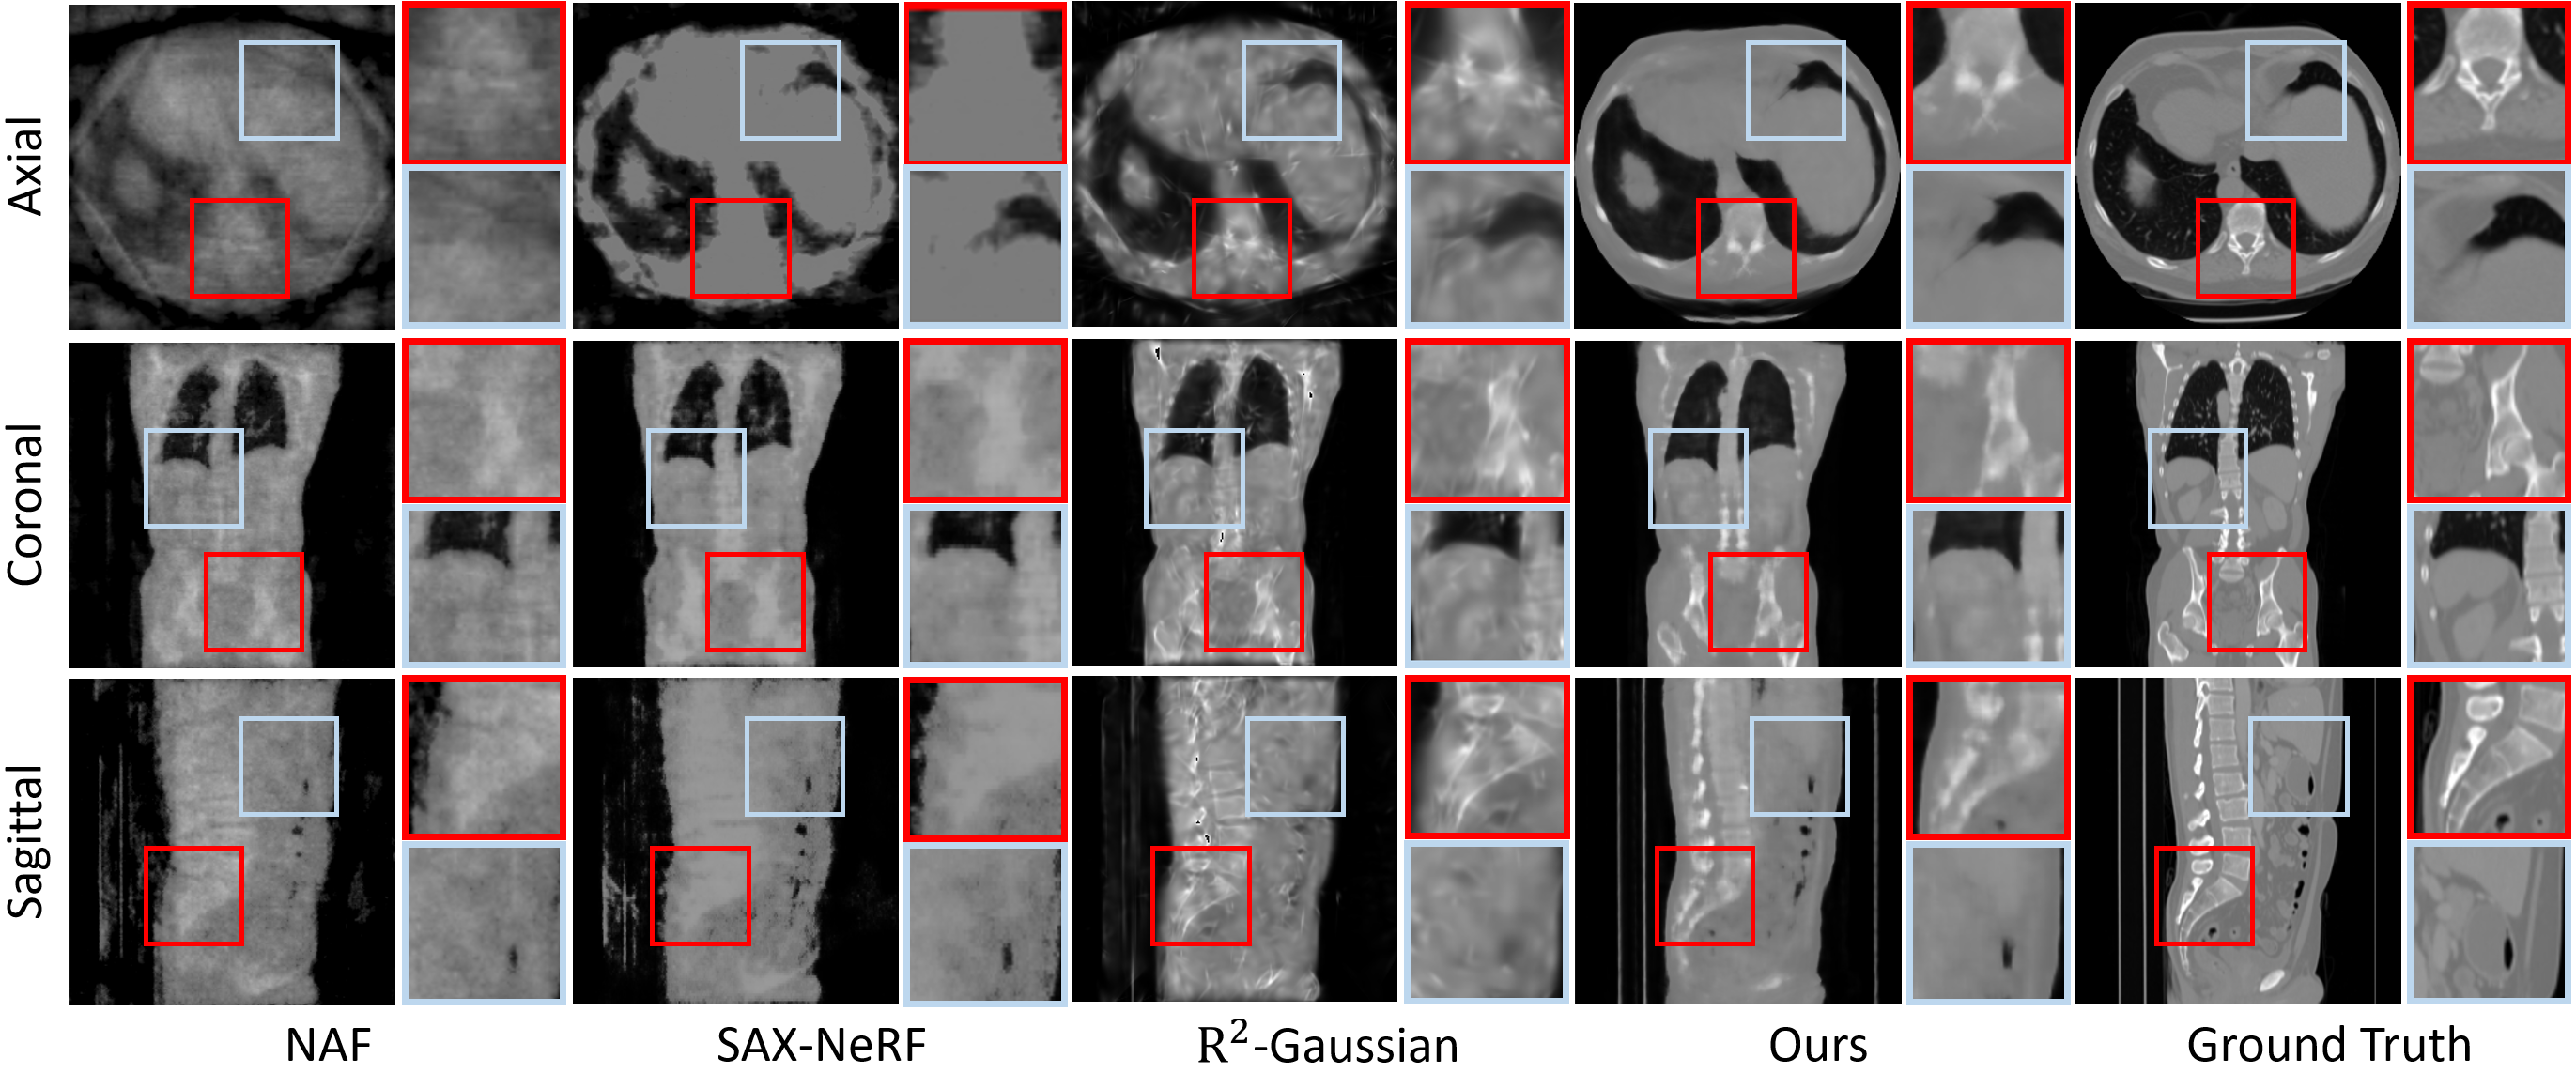 Axial
Coronal
Sagittal
NAF
SAX-NeRF
R²-Gaussian
Ours
Ground Truth